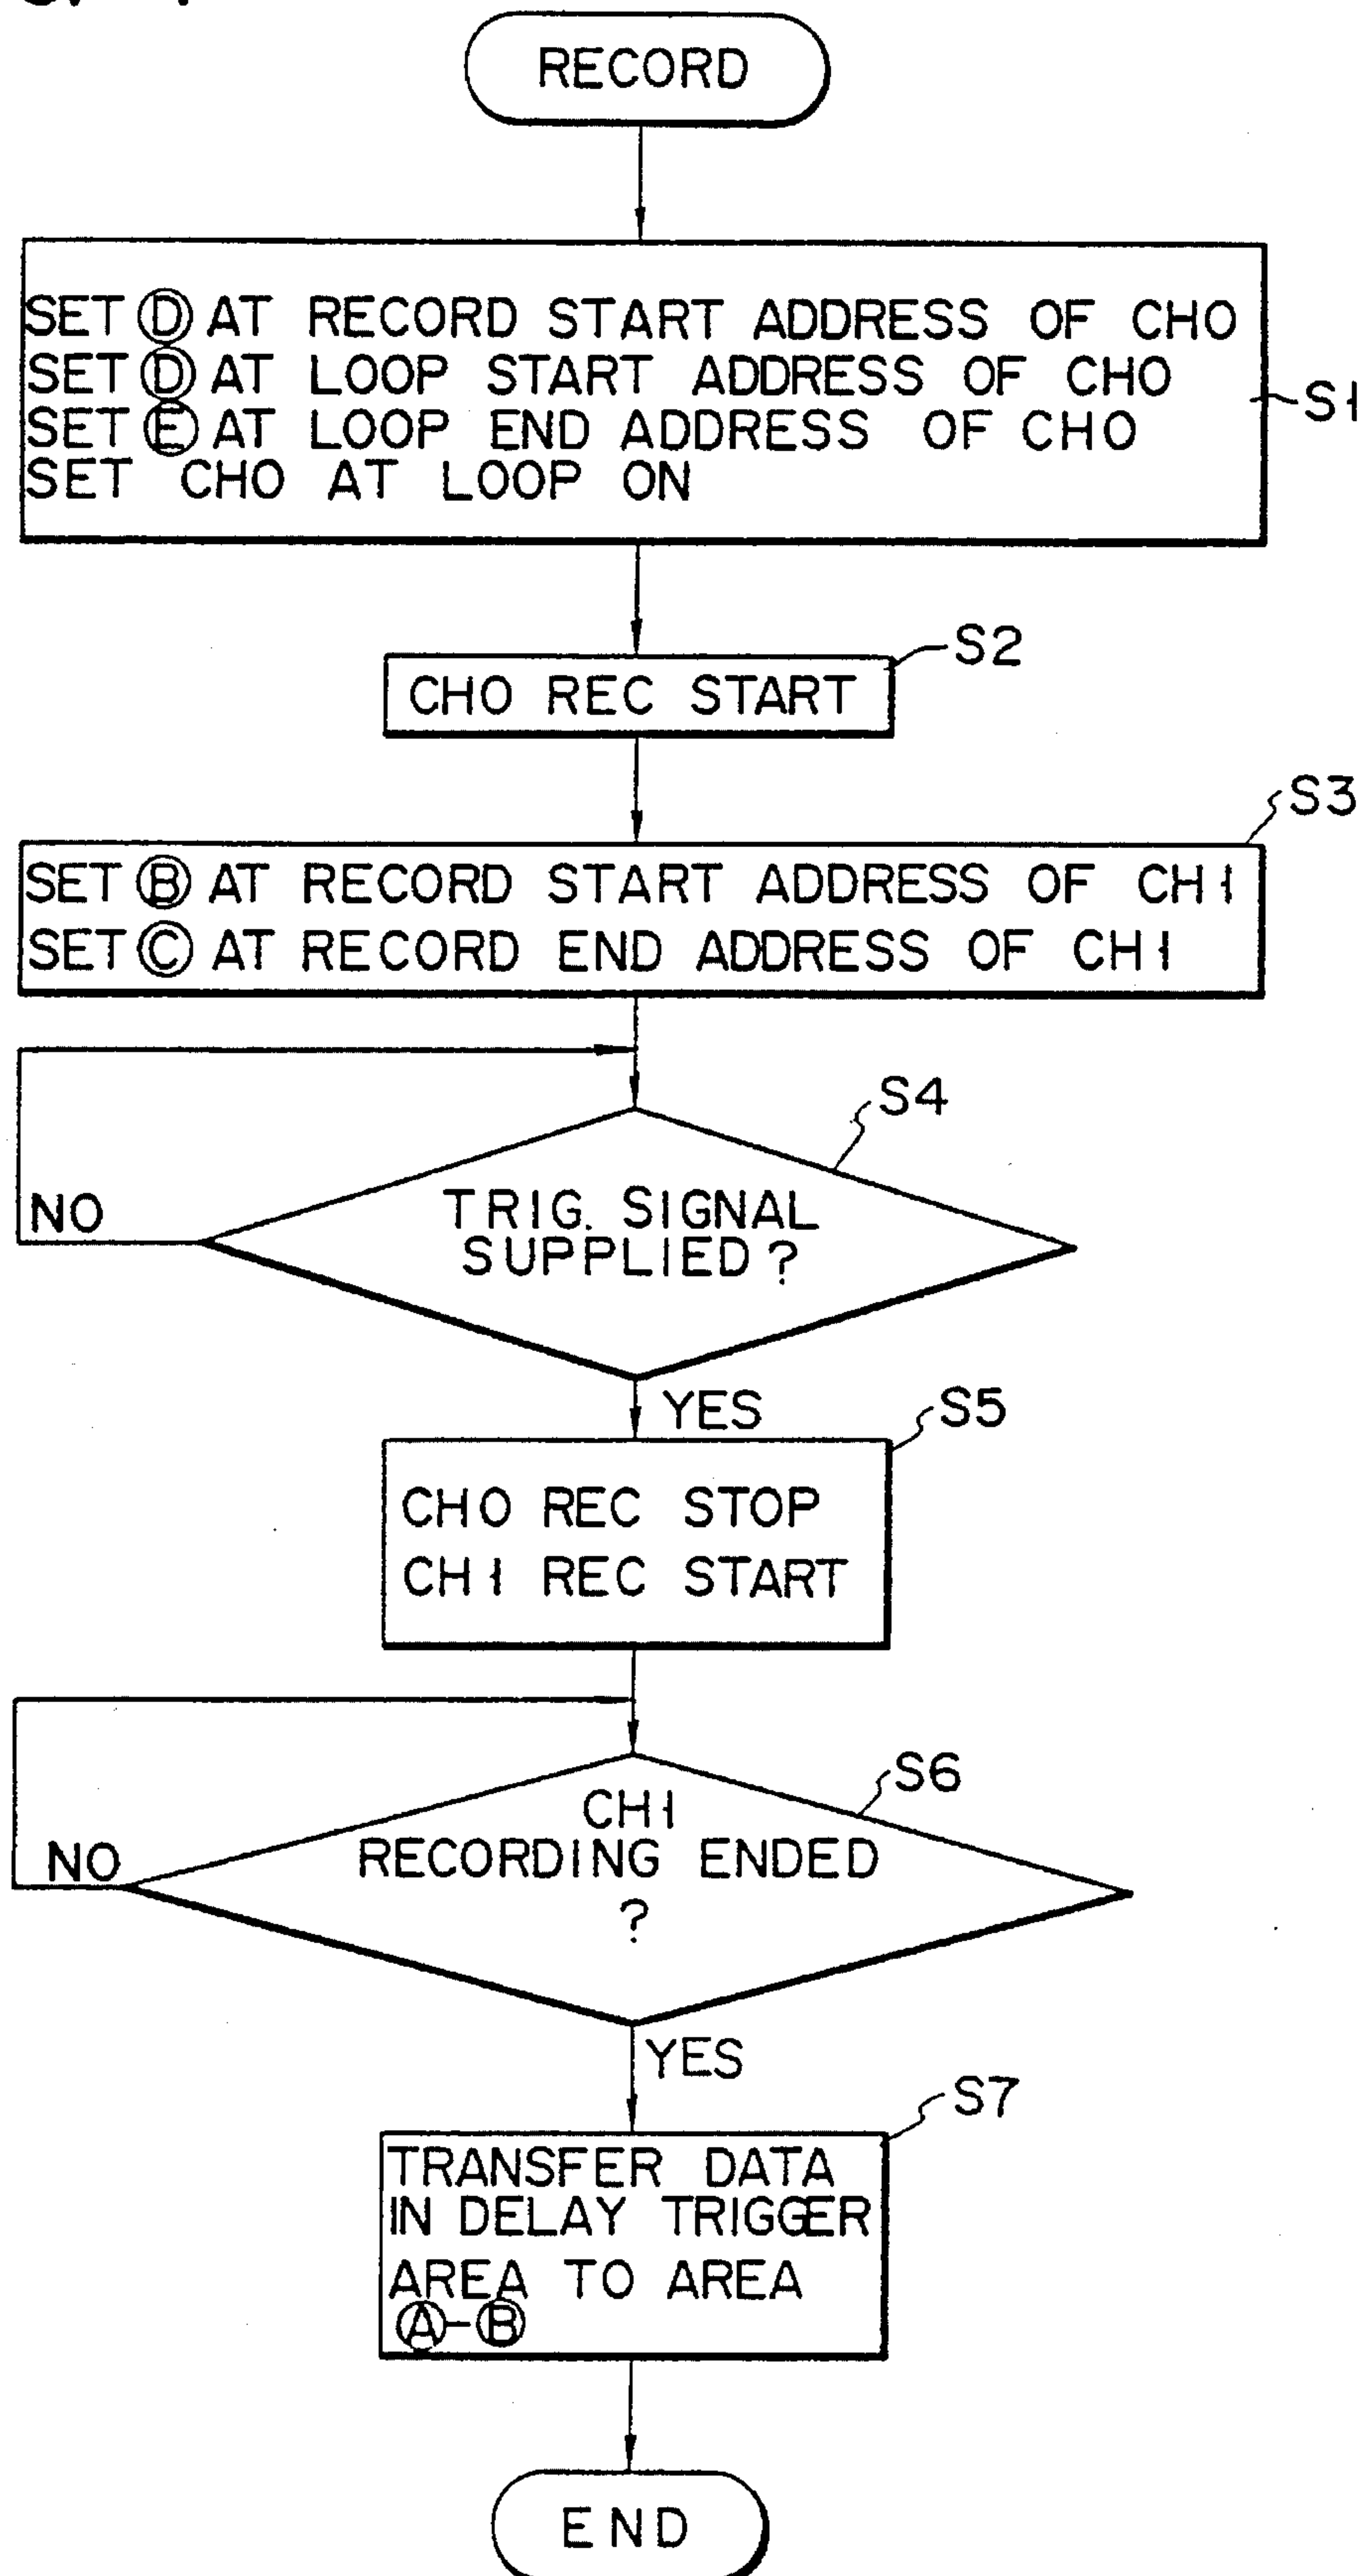 RECORD
SET Ⓓ AT RECORD START ADDRESS OF CH0
SET Ⓓ AT LOOP START ADDRESS OF CH0
SET Ⓔ AT LOOP END ADDRESS OF CH0
SET CH0 AT LOOP ON
S1
S2
CH0 REC START
S3
SET Ⓑ AT RECORD START ADDRESS OF CH1
SET Ⓒ AT RECORD END ADDRESS OF CH1
S4
NO
TRIG. SIGNAL
SUPPLIED?
YES
S5
CH0 REC STOP
CH1 REC START
S6
CH1
NO
RECORDING ENDED
?
YES
S7
TRANSFER DATA
IN DELAY TRIGGER
AREA TO AREA
Ⓐ-Ⓑ
END